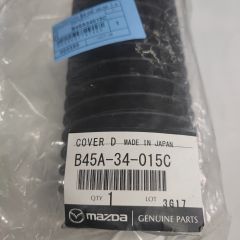 COVER D MADE IN JAPAN
B45A-34-015C
QTY 1 LOT 3G17
mazda GENUINE PARTS